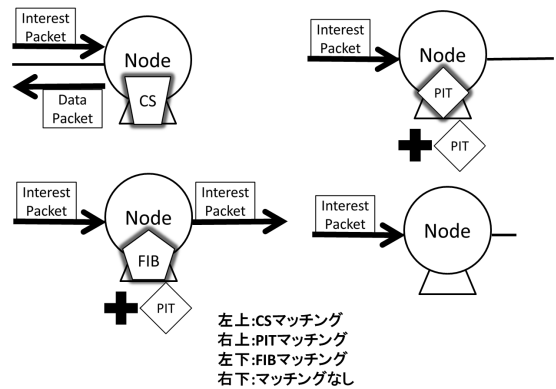 Interest
Packet
Node
CS
Data
Packet
Interest
Packet
Node
PIT
PIT
Interest
Packet
Node
Interest
Packet
FIB
PIT
Interest
Packet
Node
左上:CSマッチング
右上:PITマッチング
左下:FIBマッチング
右下:マッチングなし